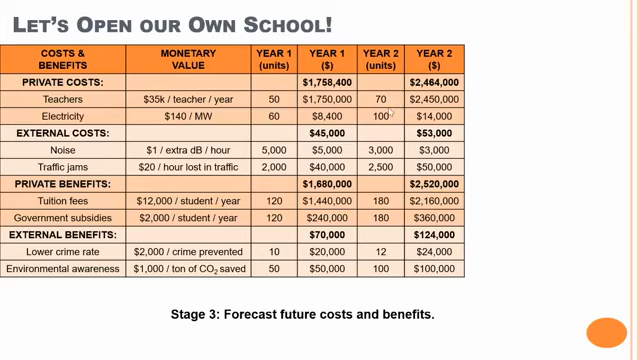 LET'S OPEN OUR OWN SCHOOL!
COSTS & BENEFITS MONETARY VALUE YEAR 1 (units) YEAR 1 ($) YEAR 2 (units) YEAR 2 ($)
PRIVATE COSTS: $1,758,400 $2,464,000
Teachers $35k / teacher / year 50 $1,750,000 70 $2,450,000
Electricity $140 / MW 60 $8,400 100 $14,000
EXTERNAL COSTS: $45,000 $53,000
Noise $1 / extra dB / hour 5,000 $5,000 3,000 $3,000
Traffic jams $20 / hour lost in traffic 2,000 $40,000 2,500 $50,000
PRIVATE BENEFITS: $1,680,000 $2,520,000
Tuition fees $12,000 / student / year 120 $1,440,000 180 $2,160,000
Government subsidies $2,000 / student / year 120 $240,000 180 $360,000
EXTERNAL BENEFITS: $70,000 $124,000
Lower crime rate $2,000 / crime prevented 10 $20,000 12 $24,000
Environmental awareness $1,000 / ton of CO2 saved 50 $50,000 100 $100,000
Stage 3: Forecast future costs and benefits.